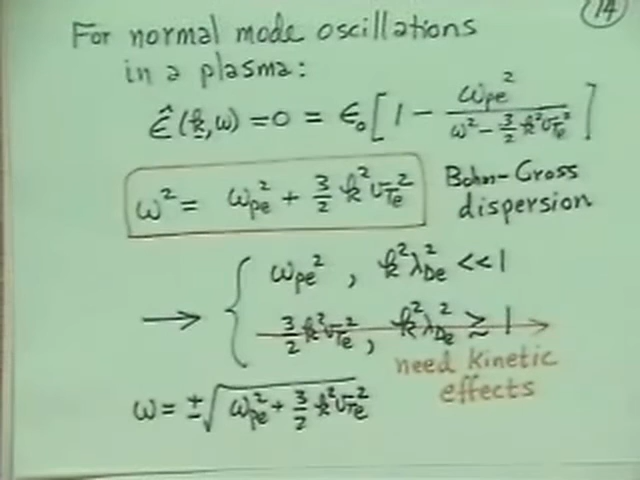 14
For normal mode oscillations
in a plasma:
ε̂(k,ω) = 0 = ε₀[1 − ωpe² / (ω² − 3/2 k²vTe²)]
ω² = ωpe² + 3/2 k²vTe²
Bohm-Gross
dispersion
→ { ωpe² , k²λDe² << 1
3/2 k²vTe² , k²λDe² ≳ 1
need kinetic
effects
ω = ±√(ωpe² + 3/2 k²vTe²)